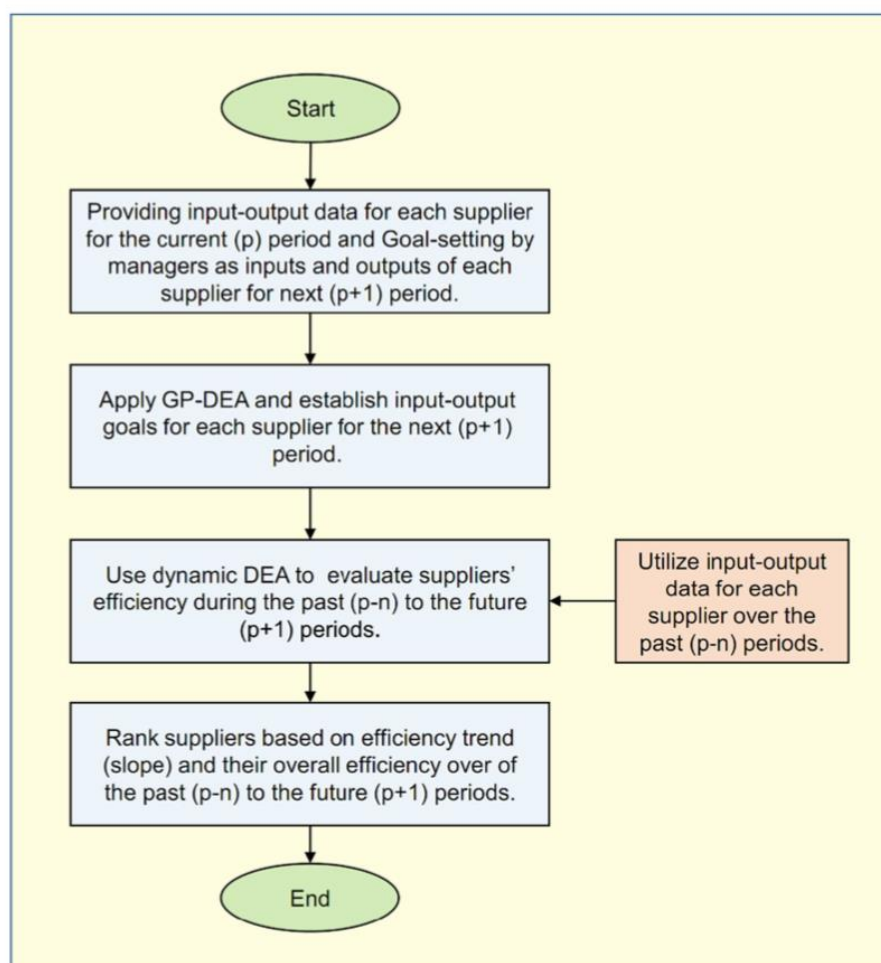 Start
Providing input-output data for each supplier
for the current (p) period and Goal-setting by
managers as inputs and outputs of each
supplier for next (p+1) period.
Apply GP-DEA and establish input-output
goals for each supplier for the next (p+1)
period.
Use dynamic DEA to evaluate suppliers'
efficiency during the past (p-n) to the future
(p+1) periods.
Utilize input-output
data for each
supplier over the
past (p-n) periods.
Rank suppliers based on efficiency trend
(slope) and their overall efficiency over of
the past (p-n) to the future (p+1) periods.
End